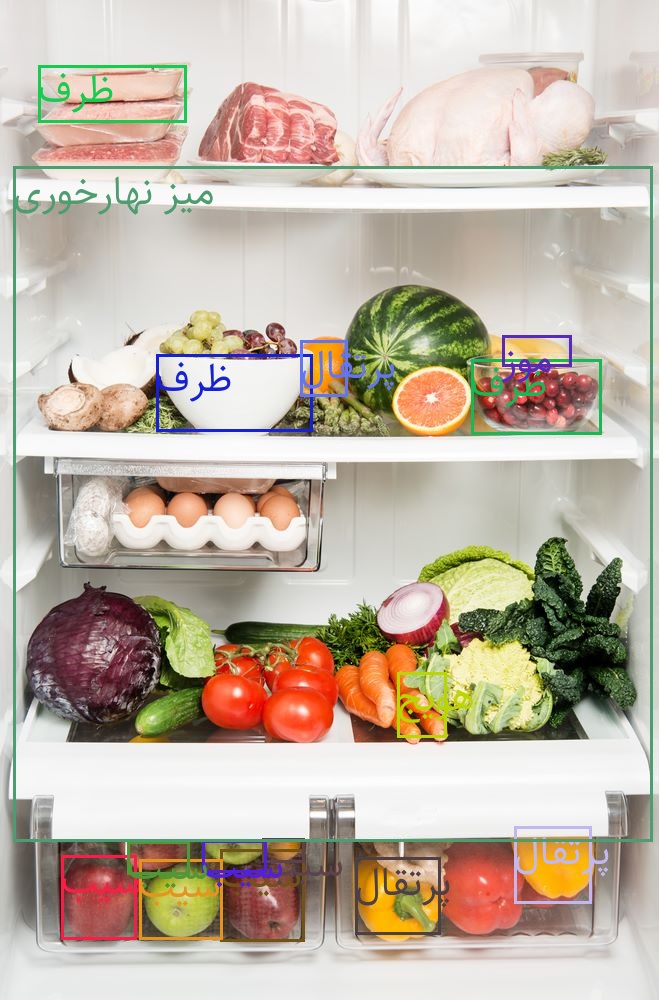 ظرف
میز نهارخوری
موز
پرتقال
ظرف
ظرف
هویج
پرتقال
سیب
سیب
سیب
سیب
سیب
پرتقال